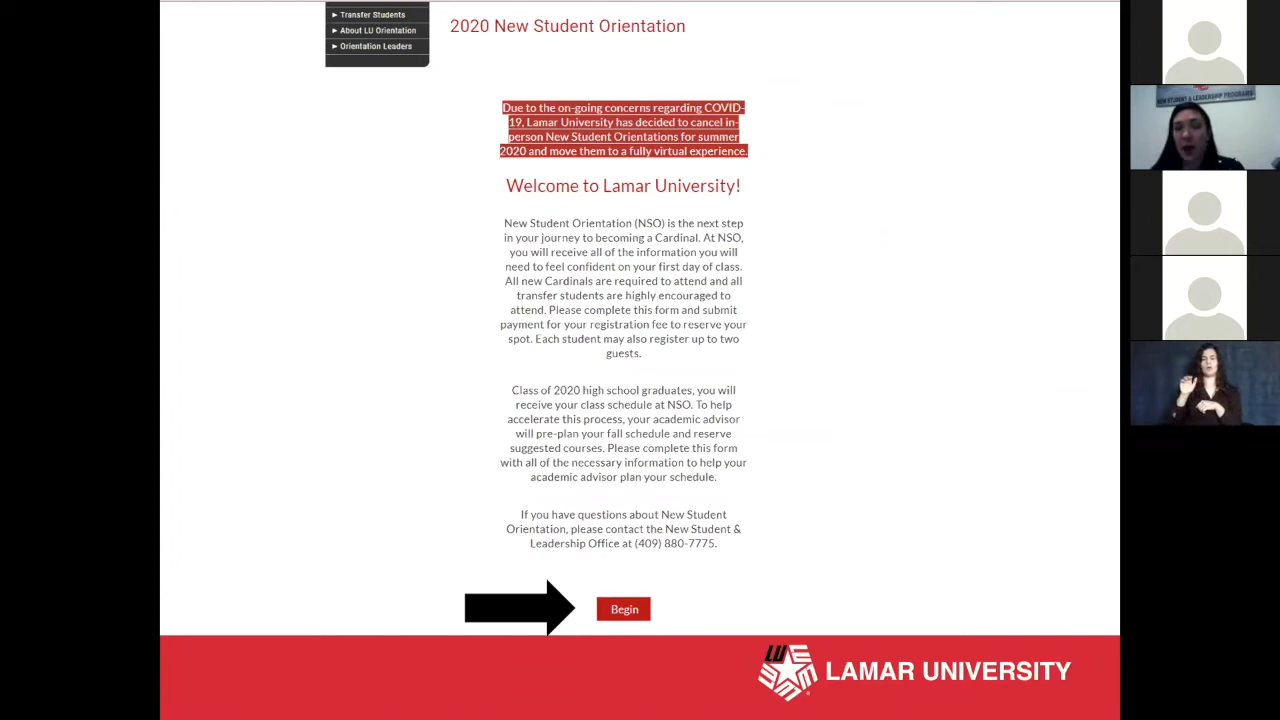 ► Transfer Students
► About LU Orientation
► Orientation Leaders
2020 New Student Orientation
Due to the on-going concerns regarding COVID-
19, Lamar University has decided to cancel in-
person New Student Orientations for summer
2020 and move them to a fully virtual experience.
Welcome to Lamar University!
New Student Orientation (NSO) is the next step
in your journey to becoming a Cardinal. At NSO,
you will receive all of the information you will
need to feel confident on your first day of class.
All new Cardinals are required to attend and all
transfer students are highly encouraged to
attend. Please complete this form and submit
payment for your registration fee to reserve your
spot. Each student may also register up to two
guests.
Class of 2020 high school graduates, you will
receive your class schedule at NSO. To help
accelerate this process, your academic advisor
will pre-plan your fall schedule and reserve
suggested courses. Please complete this form
with all of the necessary information to help your
academic advisor plan your schedule.
If you have questions about New Student
Orientation, please contact the New Student &
Leadership Office at (409) 880-7775.
Begin
LAMAR UNIVERSITY
NEW STUDENT & LEADERSHIP PROGRAMS